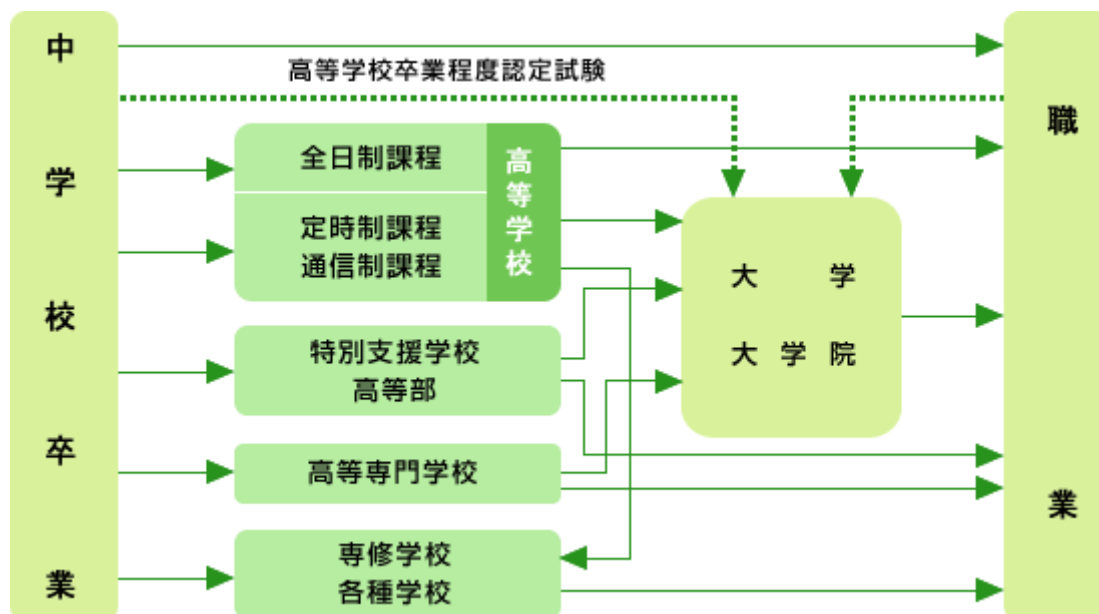 中学校卒業
高等学校卒業程度認定試験
全日制課程
定時制課程
通信制課程
高等学校
特別支援学校
高等部
高等専門学校
専修学校
各種学校
大学
大学院
職業